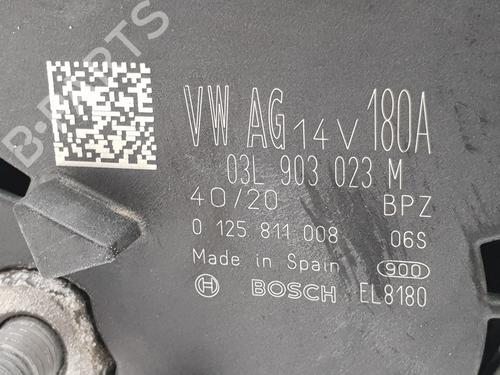 VW AG 14V 180A
03L 903 023 M
40/20 BPZ
0 125 811 008 06S
Made in Spain 900
BOSCH EL8180
B-PARTS